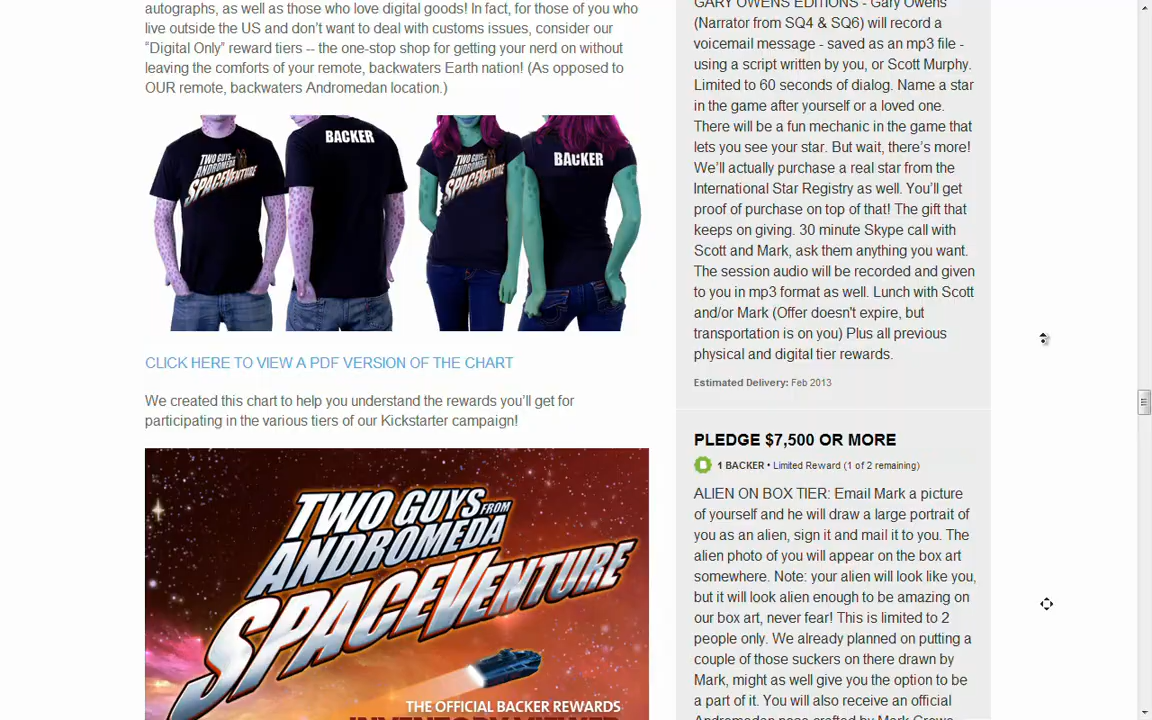 autographs, as well as those who love digital goods! In fact, for those of you who
live outside the US and don't want to deal with customs issues, consider our
"Digital Only" reward tiers -- the one-stop shop for getting your nerd on without
leaving the comforts of your remote, backwaters Earth nation! (As opposed to
OUR remote, backwaters Andromedan location.)
TWO GUYS FROM
ANDROMEDA
SPACEVENTURE
BACKER
TWO GUYS FROM
ANDROMEDA
SPACEVENTURE
BACKER
CLICK HERE TO VIEW A PDF VERSION OF THE CHART
We created this chart to help you understand the rewards you'll get for
participating in the various tiers of our Kickstarter campaign!
TWO GUYS FROM
ANDROMEDA
SPACEVENTURE
THE OFFICIAL BACKER REWARDS
INVENTORY VIEWER
GARY OWENS EDITIONS - Gary Owens
(Narrator from SQ4 & SQ6) will record a
voicemail message - saved as an mp3 file -
using a script written by you, or Scott Murphy.
Limited to 60 seconds of dialog. Name a star
in the game after yourself or a loved one.
There will be a fun mechanic in the game that
lets you see your star. But wait, there's more!
We'll actually purchase a real star from the
International Star Registry as well. You'll get
proof of purchase on top of that! The gift that
keeps on giving. 30 minute Skype call with
Scott and Mark, ask them anything you want.
The session audio will be recorded and given
to you in mp3 format as well. Lunch with Scott
and/or Mark (Offer doesn't expire, but
transportation is on you) Plus all previous
physical and digital tier rewards.
Estimated Delivery: Feb 2013
PLEDGE $7,500 OR MORE
1 BACKER • Limited Reward (1 of 2 remaining)
ALIEN ON BOX TIER: Email Mark a picture
of yourself and he will draw a large portrait of
you as an alien, sign it and mail it to you. The
alien photo of you will appear on the box art
somewhere. Note: your alien will look like you,
but it will look alien enough to be amazing on
our box art, never fear! This is limited to 2
people only. We already planned on putting a
couple of those suckers on there drawn by
Mark, might as well give you the option to be
a part of it. You will also receive an official
Andromedan nose crafted by Mark Crowe